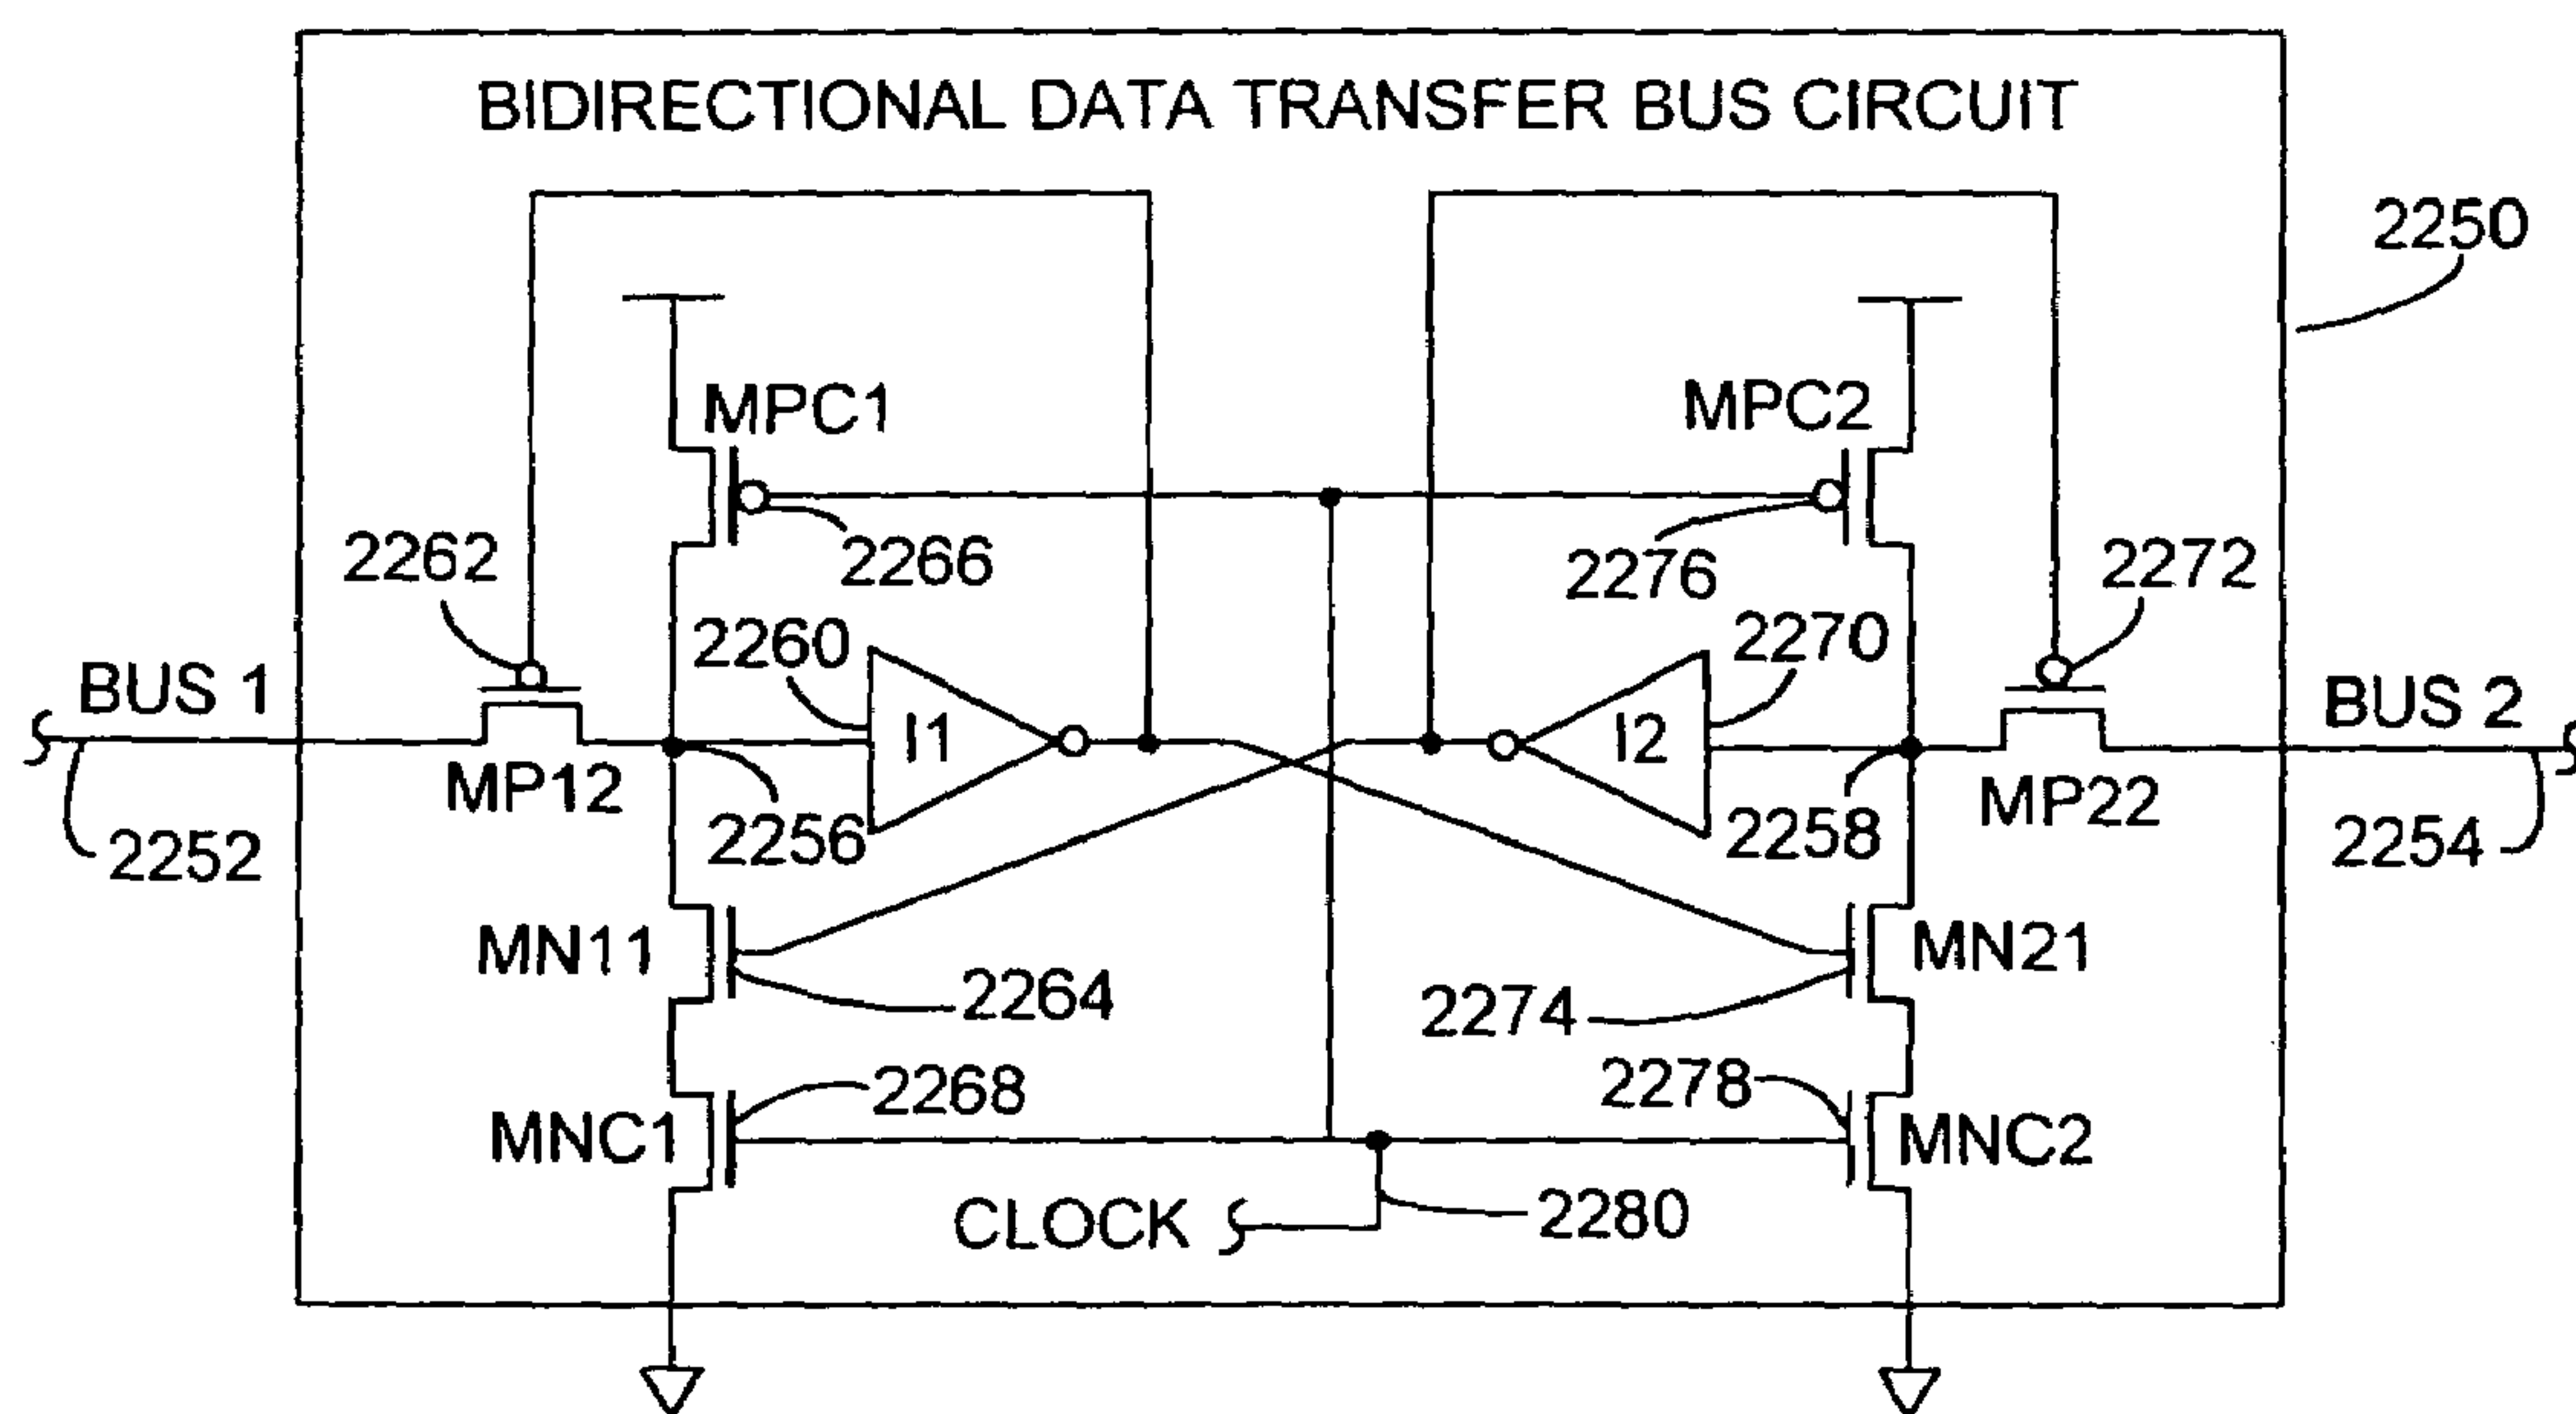 BIDIRECTIONAL DATA TRANSFER BUS CIRCUIT
2250
MPC1
MPC2
2262
2266
2276
2272
2260
2270
BUS 1
I1
I2
BUS 2
MP12
MP22
2252
2256
2258
2254
MN11
MN21
2264
2274
2268
2278
MNC1
MNC2
CLOCK
2280